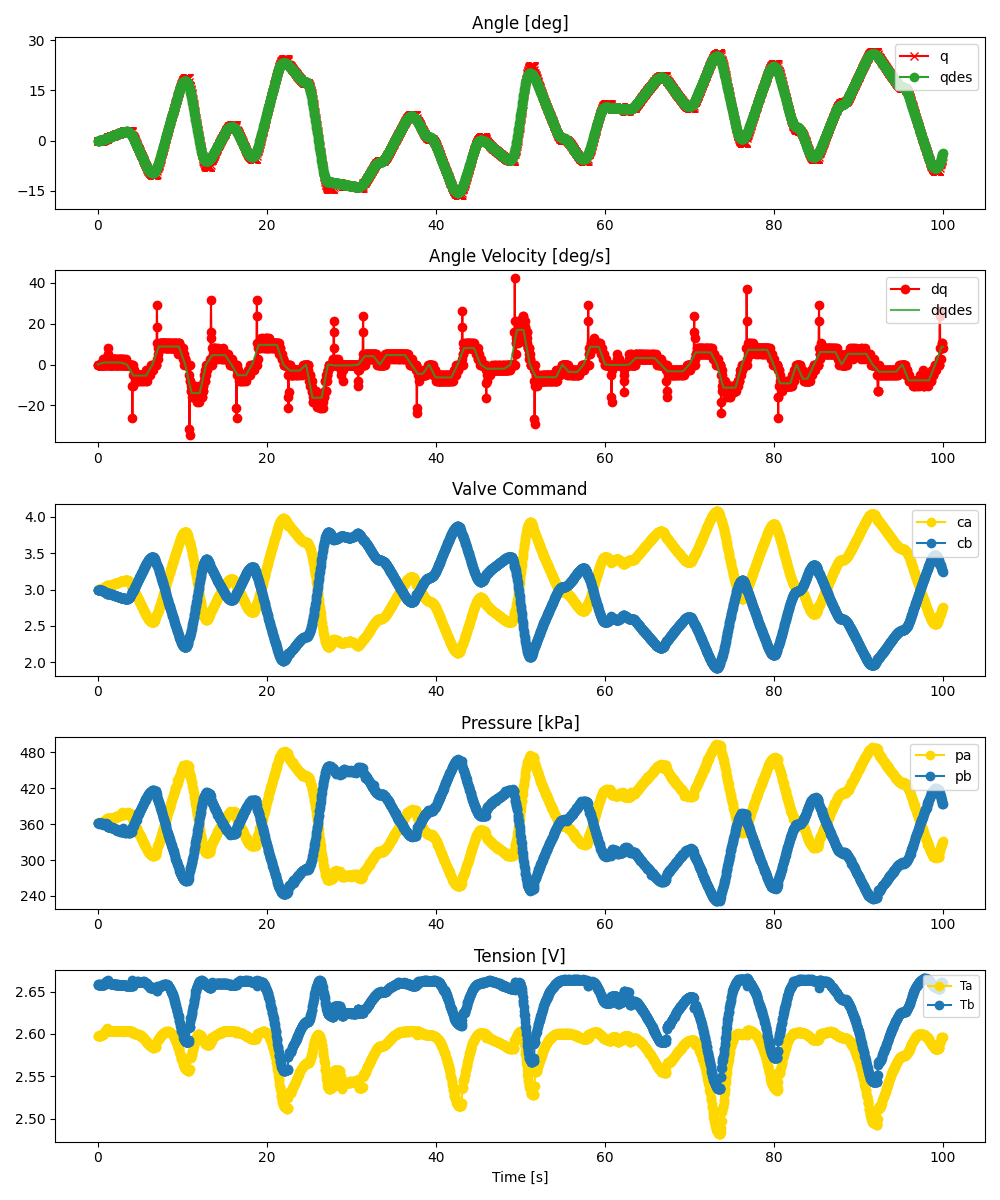 Angle [deg]
30
15
0
−15
q
qdes
0 20 40 60 80 100
Angle Velocity [deg/s]
40
20
0
−20
dq
dqdes
0 20 40 60 80 100
Valve Command
4.0
3.5
3.0
2.5
2.0
ca
cb
0 20 40 60 80 100
Pressure [kPa]
480
420
360
300
240
pa
pb
0 20 40 60 80 100
Tension [V]
2.65
2.60
2.55
2.50
Ta
Tb
0 20 40 60 80 100
Time [s]